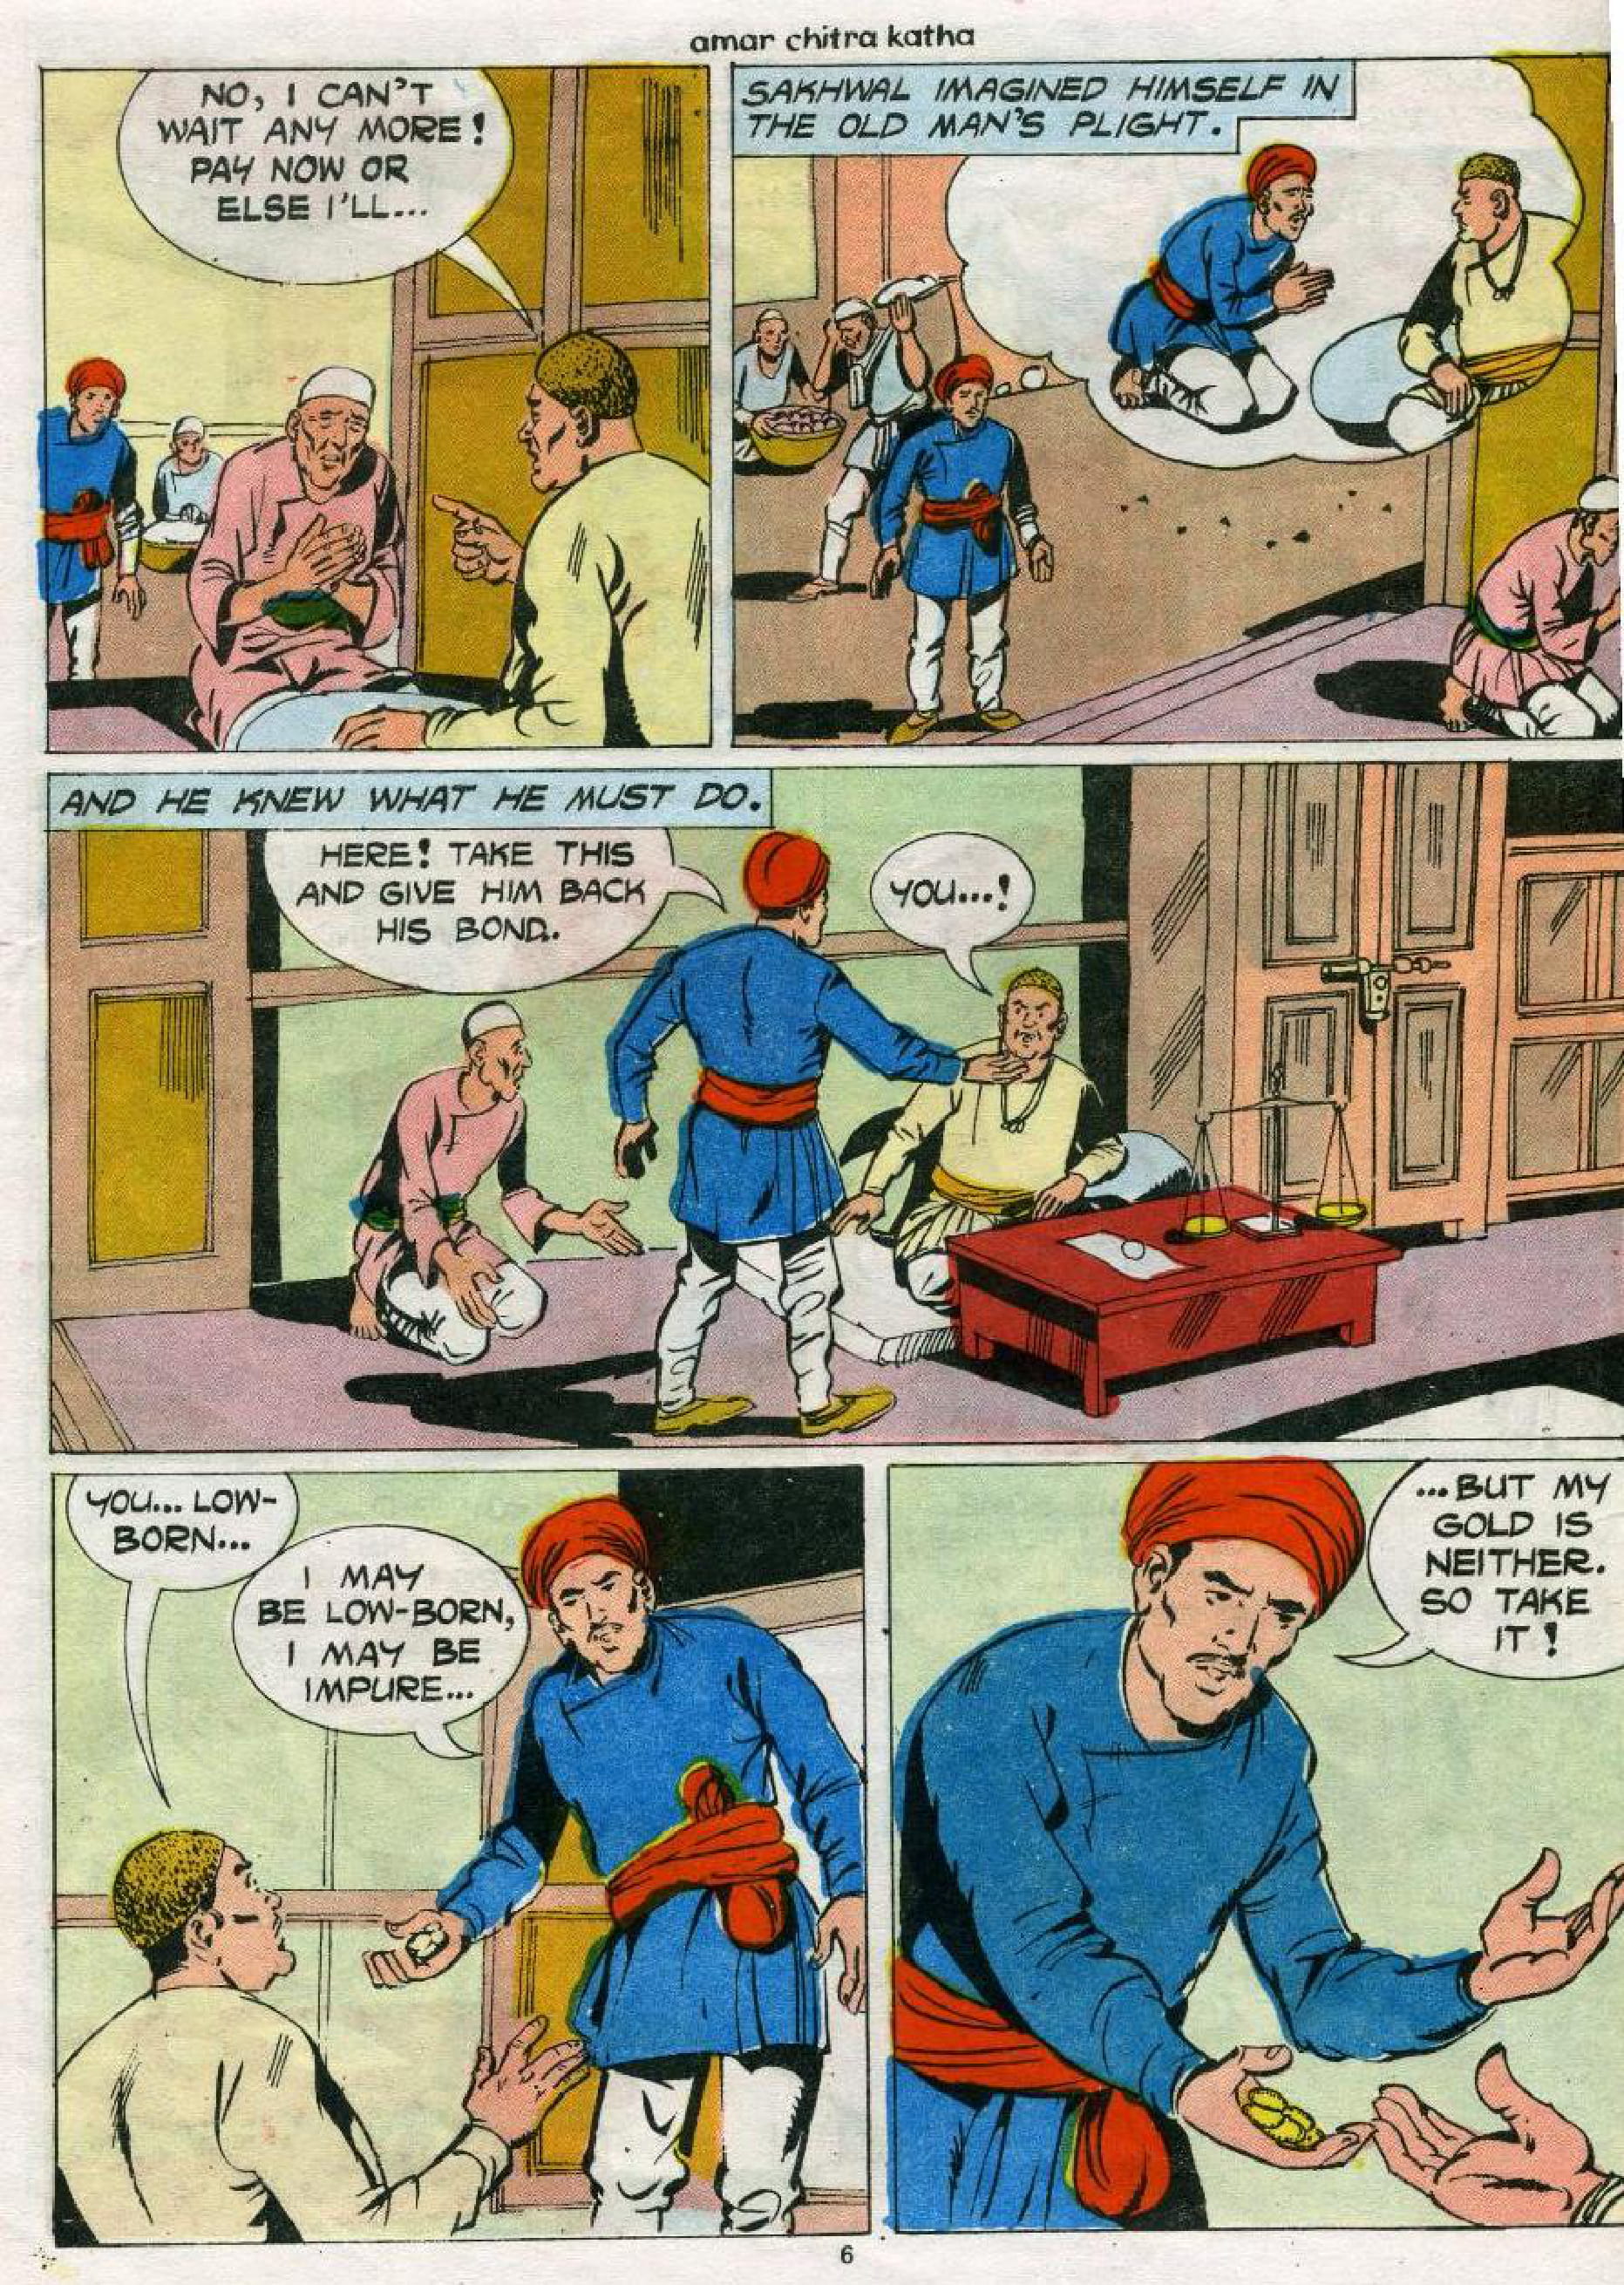 amar chitra katha
NO, I CAN'T
WAIT ANY MORE!
PAY NOW OR
ELSE I'LL...
SAKHWAL IMAGINED HIMSELF IN
THE OLD MAN'S PLIGHT.
AND HE KNEW WHAT HE MUST DO.
HERE! TAKE THIS
AND GIVE HIM BACK
HIS BOND.
YOU...!
YOU... LOW-
BORN...
I MAY
BE LOW-BORN,
I MAY BE
IMPURE...
...BUT MY
GOLD IS
NEITHER.
SO TAKE
IT!
6